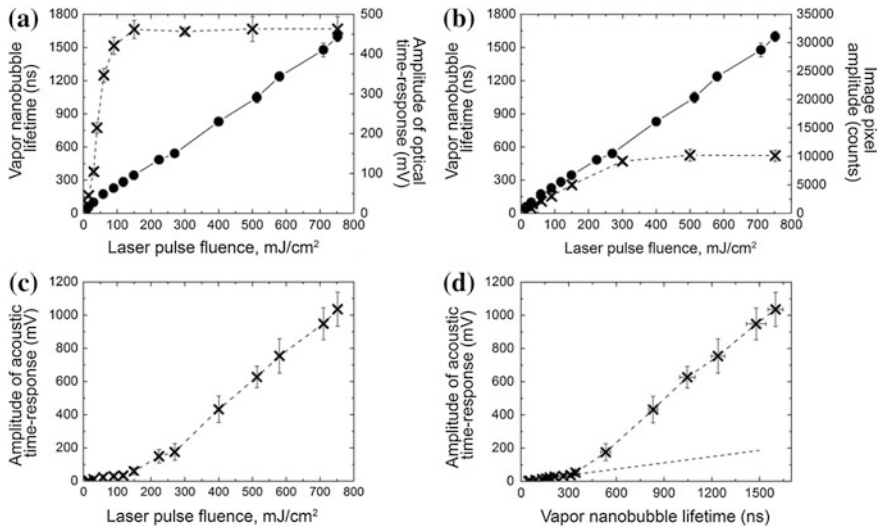 (a)
1800
1500
1200
900
600
300
0
Vapor nanobubble
lifetime (ns)
500
400
300
200
100
0
Amplitude of optical
time-response (mV)
0 100 200 300 400 500 600 700 800
Laser pulse fluence, mJ/cm²
(b)
1800
1500
1200
900
600
300
0
Vapor nanobubble
lifetime (ns)
35000
30000
25000
20000
15000
10000
5000
0
Image pixel
amplitude (counts)
0 100 200 300 400 500 600 700 800
Laser pulse fluence, mJ/cm²
(c)
1200
1000
800
600
400
200
0
Amplitude of acoustic
time-response (mV)
0 100 200 300 400 500 600 700 800
Laser pulse fluence, mJ/cm²
(d)
1200
1000
800
600
400
200
0
Amplitude of acoustic
time-response (mV)
0 300 600 900 1200 1500
Vapor nanobubble lifetime (ns)